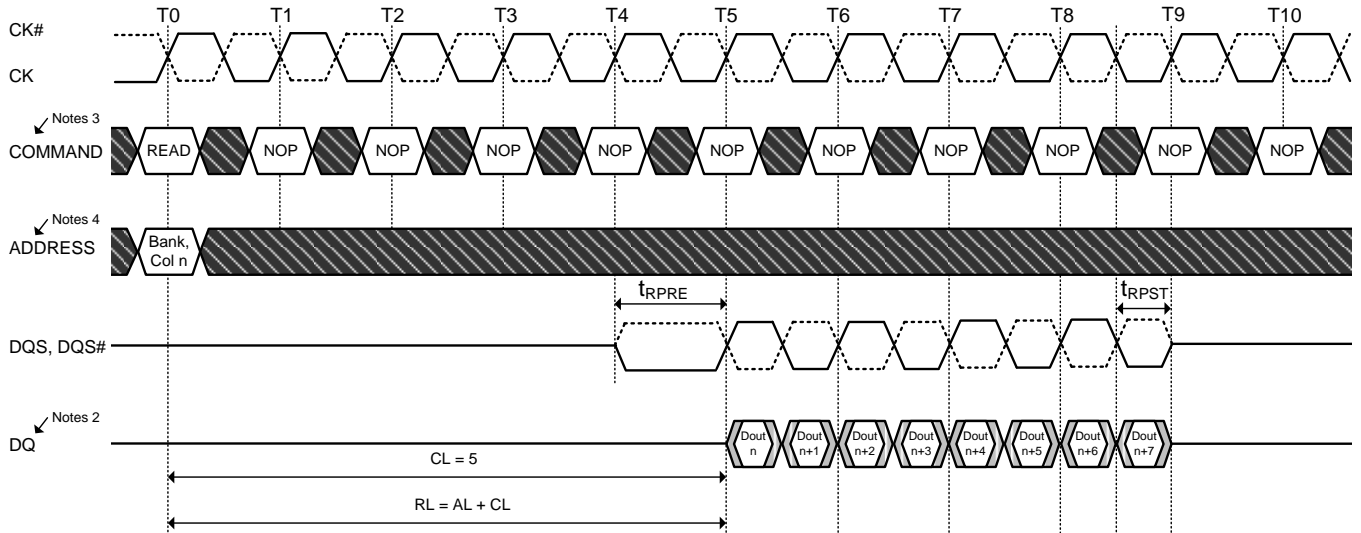 T0 T1 T2 T3 T4 T5 T6 T7 T8 T9 T10
CK#
CK
Notes 3
COMMAND READ NOP NOP NOP NOP NOP NOP NOP NOP NOP NOP
Notes 4
ADDRESS Bank,
Col n
tRPRE tRPST
DQS, DQS#
Notes 2
DQ Dout Dout Dout Dout Dout Dout Dout Dout
n n+1 n+2 n+3 n+4 n+5 n+6 n+7
CL = 5
RL = AL + CL